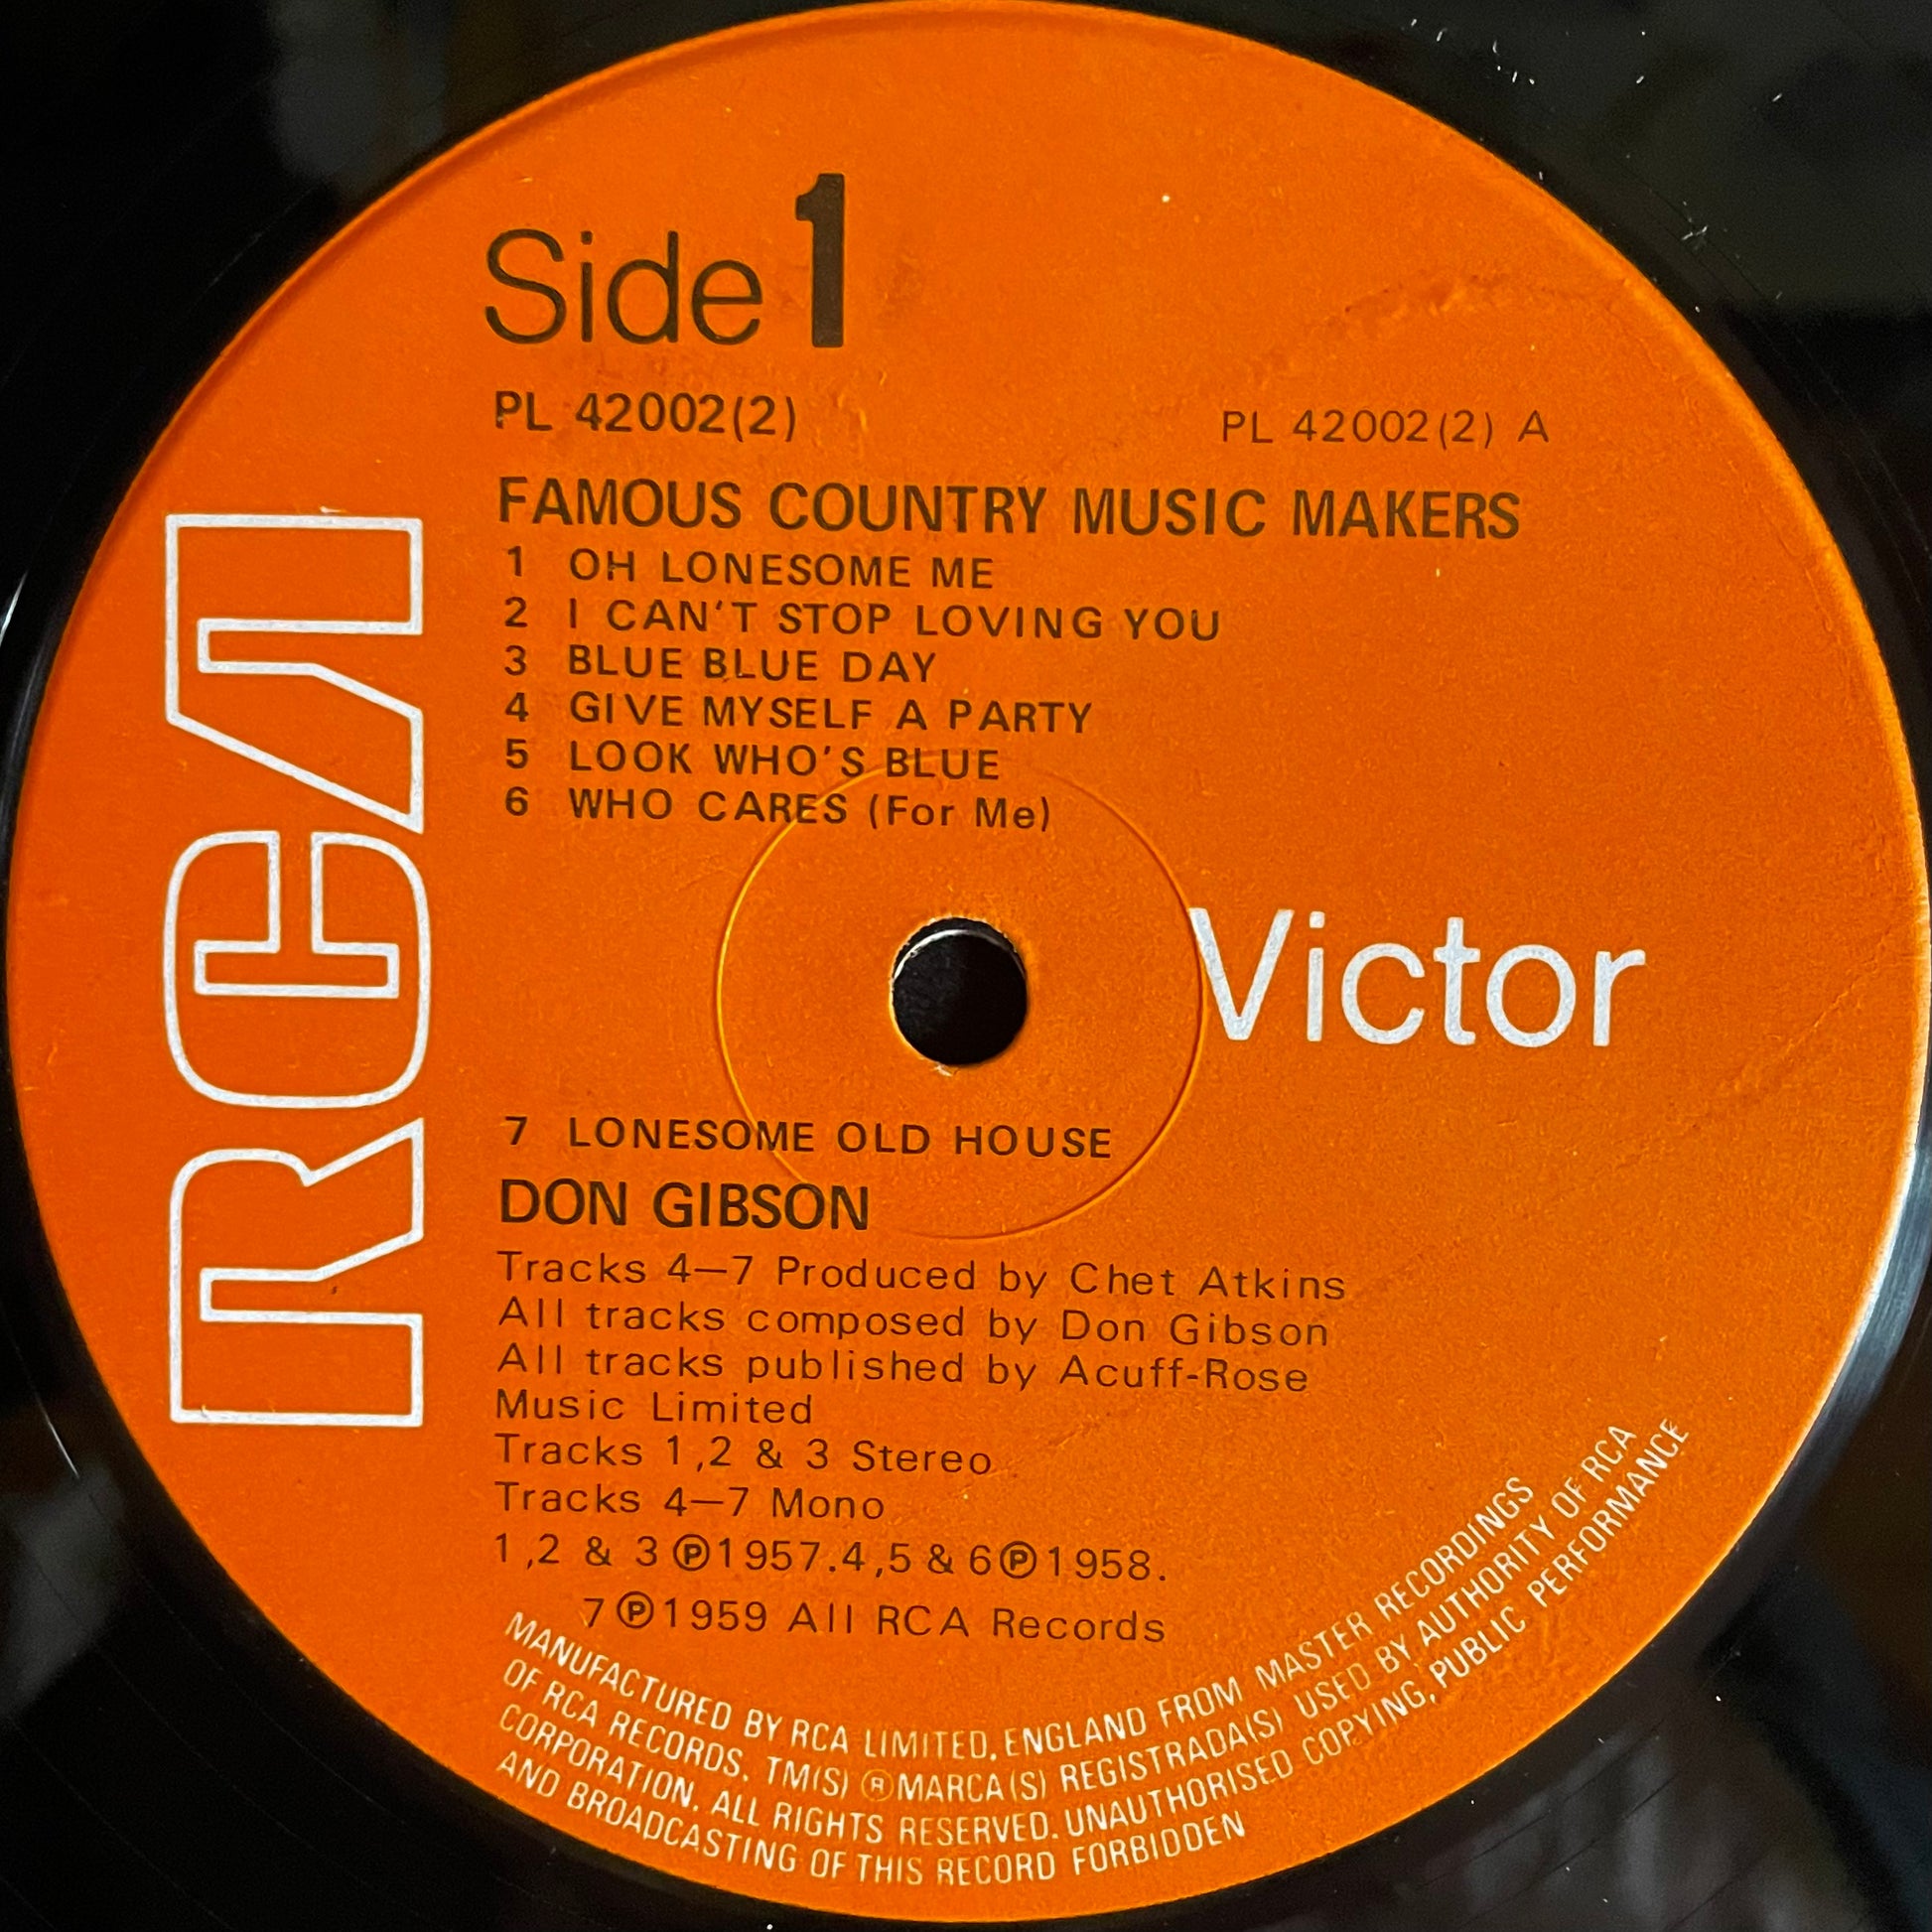 Side 1
PL 42002(2)
PL 42002(2) A
FAMOUS COUNTRY MUSIC MAKERS
1 OH LONESOME ME
2 I CAN'T STOP LOVING YOU
3 BLUE BLUE DAY
4 GIVE MYSELF A PARTY
5 LOOK WHO'S BLUE
6 WHO CARES (For Me)
RCA
Victor
7 LONESOME OLD HOUSE
DON GIBSON
Tracks 4—7 Produced by Chet Atkins
All tracks composed by Don Gibson
All tracks published by Acuff-Rose
Music Limited
Tracks 1,2 & 3 Stereo
Tracks 4—7 Mono
1,2 & 3 ℗1957.4,5 & 6℗1958.
7℗1959 All RCA Records
MANUFACTURED BY RCA LIMITED, ENGLAND FROM MASTER RECORDINGS
OF RCA RECORDS. TM(S) ® MARCA(S) REGISTRADA(S) USED BY AUTHORITY OF RCA
CORPORATION. ALL RIGHTS RESERVED. UNAUTHORISED COPYING, PUBLIC PERFORMANCE
AND BROADCASTING OF THIS RECORD FORBIDDEN